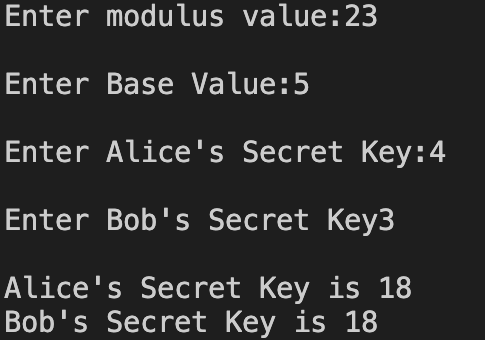 Enter modulus value:23
Enter Base Value:5
Enter Alice's Secret Key:4
Enter Bob's Secret Key3
Alice's Secret Key is 18
Bob's Secret Key is 18